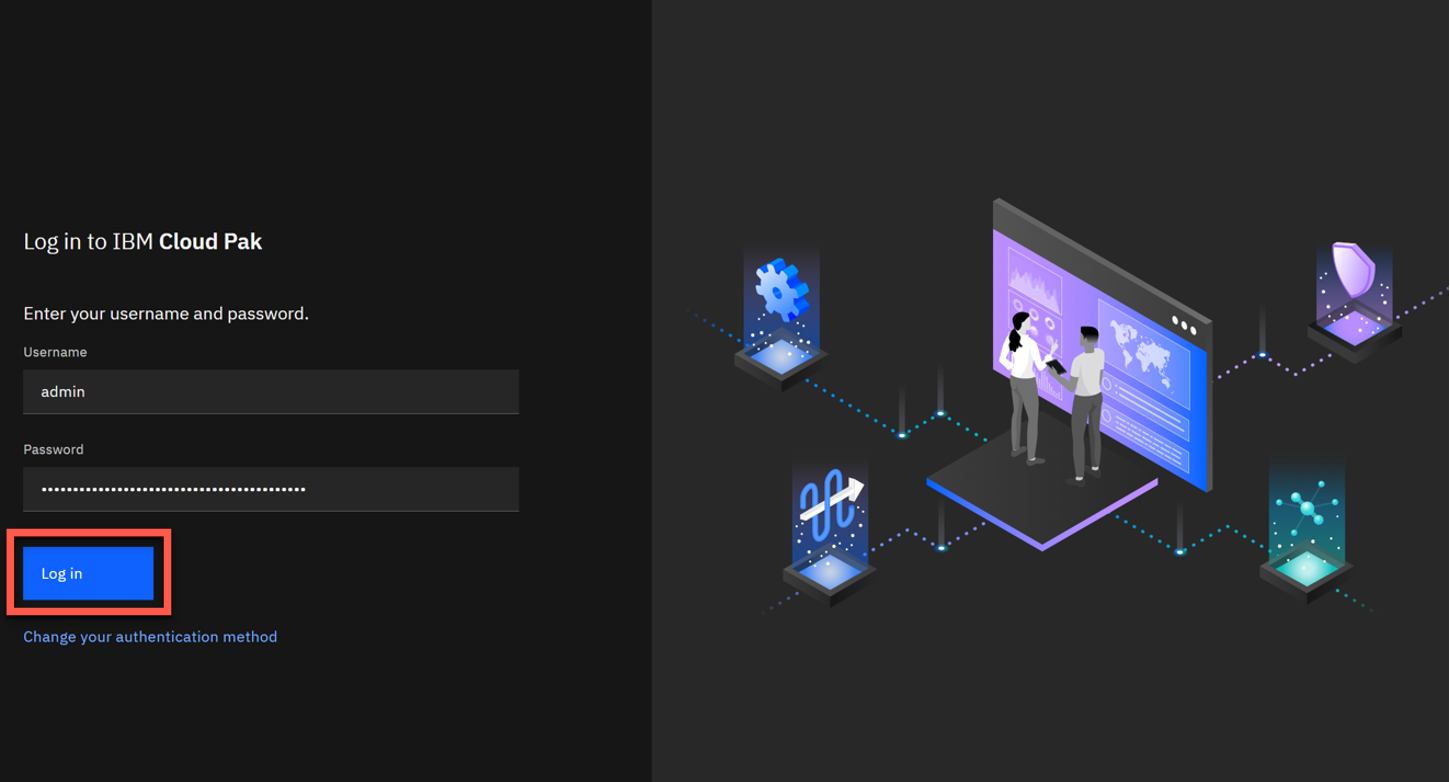 Log in to IBM Cloud Pak
Enter your username and password.
Username
admin
Password
••••••••••••••••••••••••••••••••••••••••••
Log in
Change your authentication method